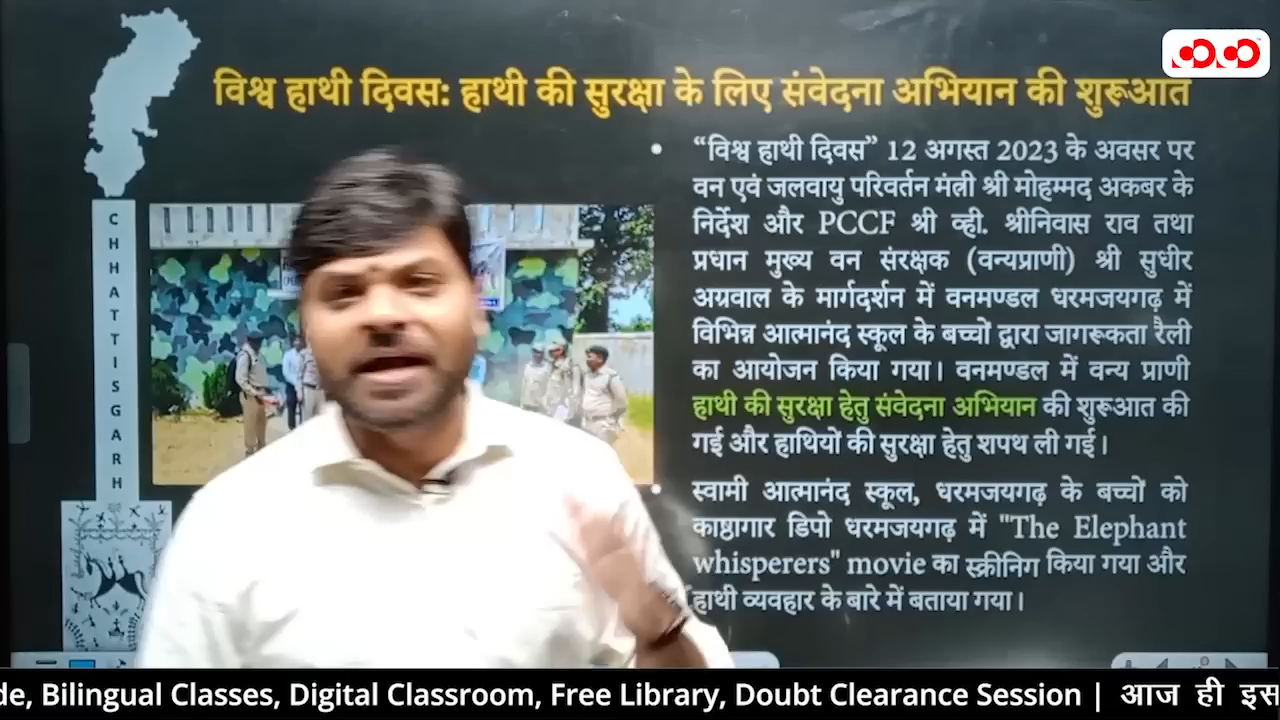 विश्व हाथी दिवस: हाथी की सुरक्षा के लिए संवेदना अभियान की शुरूआत
CHHATTISGARH
• “विश्व हाथी दिवस” 12 अगस्त 2023 के अवसर पर
वन एवं जलवायु परिवर्तन मंत्री श्री मोहम्मद अकबर के
निर्देश और PCCF श्री व्ही. श्रीनिवास राव तथा
प्रधान मुख्य वन संरक्षक (वन्यप्राणी) श्री सुधीर
अग्रवाल के मार्गदर्शन में वनमण्डल धरमजयगढ़ में
विभिन्न आत्मानंद स्कूल के बच्चों द्वारा जागरूकता रैली
का आयोजन किया गया। वनमण्डल में वन्य प्राणी
हाथी की सुरक्षा हेतु संवेदना अभियान की शुरूआत की
गई और हाथियों की सुरक्षा हेतु शपथ ली गई।
• स्वामी आत्मानंद स्कूल, धरमजयगढ़ के बच्चों को
काष्ठागार डिपो धरमजयगढ़ में "The Elephant
whisperers" movie का स्क्रीनिग किया गया और
हाथी व्यवहार के बारे में बताया गया।
de, Bilingual Classes, Digital Classroom, Free Library, Doubt Clearance Session | आज ही इस